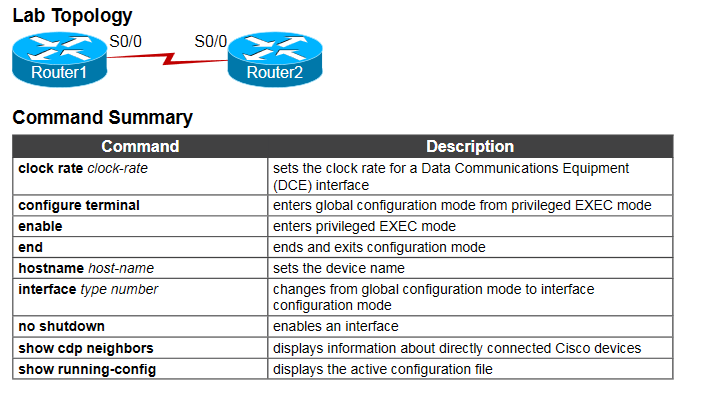 Lab Topology
S0/0 S0/0
Router1 Router2
Command Summary
Command Description
clock rate clock-rate sets the clock rate for a Data Communications Equipment
(DCE) interface
configure terminal enters global configuration mode from privileged EXEC mode
enable enters privileged EXEC mode
end ends and exits configuration mode
hostname host-name sets the device name
interface type number changes from global configuration mode to interface
configuration mode
no shutdown enables an interface
show cdp neighbors displays information about directly connected Cisco devices
show running-config displays the active configuration file